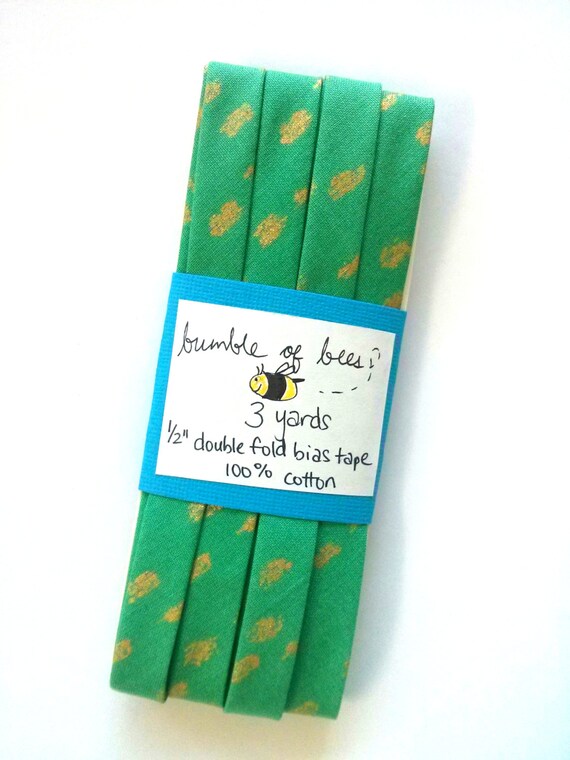 bumble of bees
3 yards
1/2" double fold bias tape
100% cotton